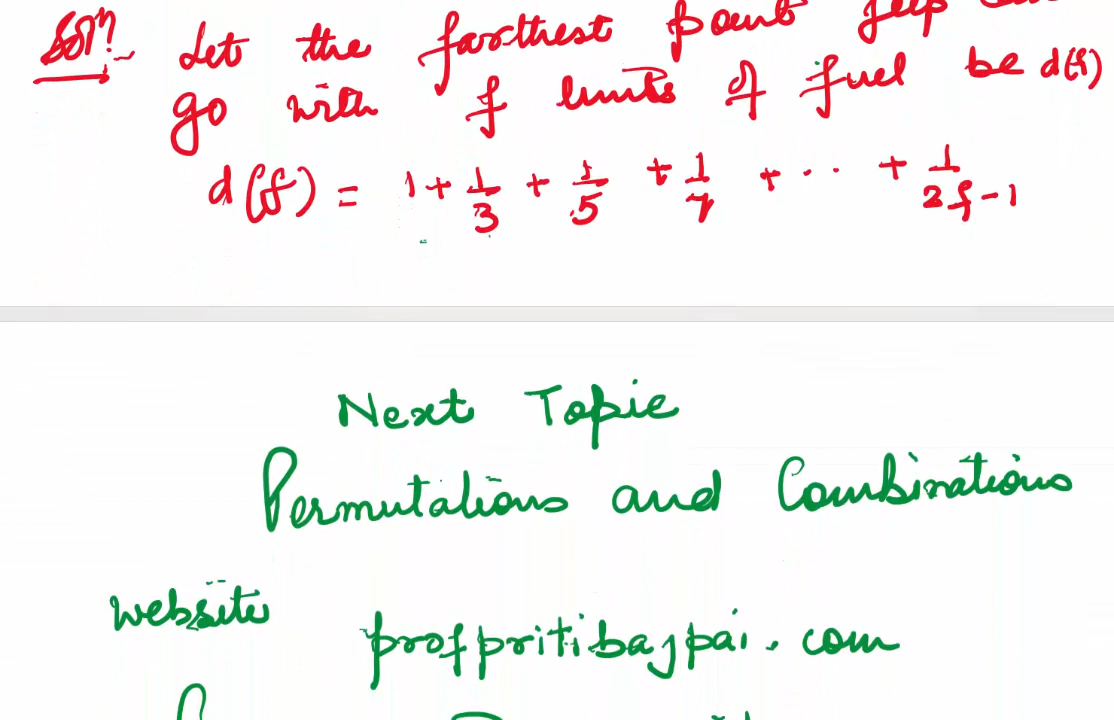 Soln:- Let the farthest point jeep can
go with f units of fuel be d(f)
d(f) = 1 + 1/3 + 1/5 + 1/7 + ... + 1/2f-1
Next Topic
Permutations and Combinations
website
profpritibajpai.com